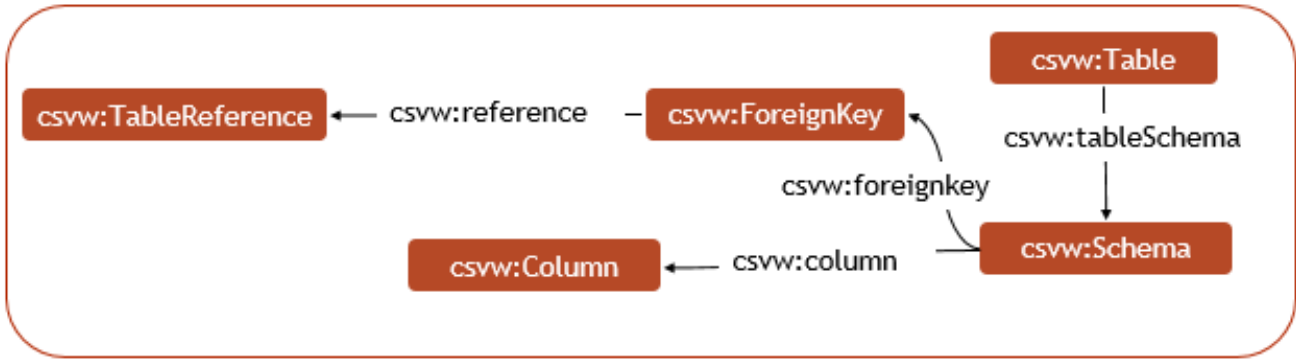 csvw:Table
csvw:TableReference
csvw:reference
csvw:ForeignKey
csvw:tableSchema
csvw:foreignkey
csvw:Schema
csvw:column
csvw:Column